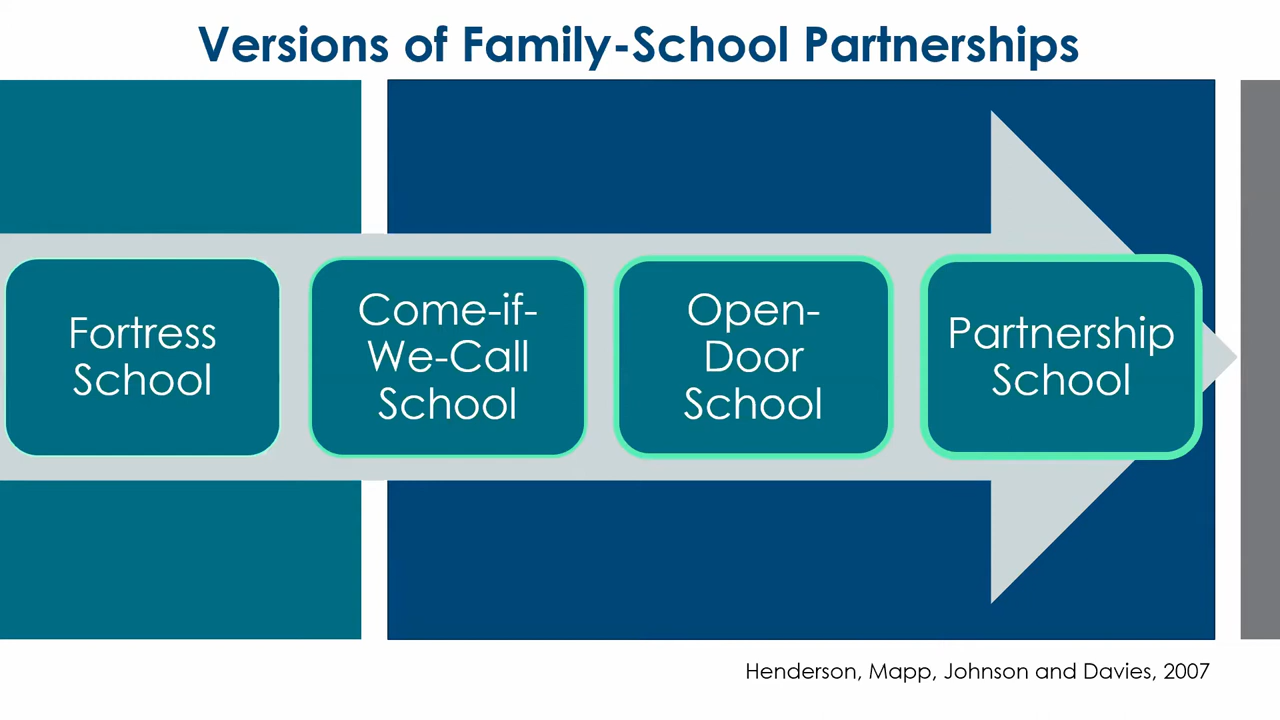 Versions of Family-School Partnerships
Fortress
School
Come-if-
We-Call
School
Open-
Door
School
Partnership
School
Henderson, Mapp, Johnson and Davies, 2007